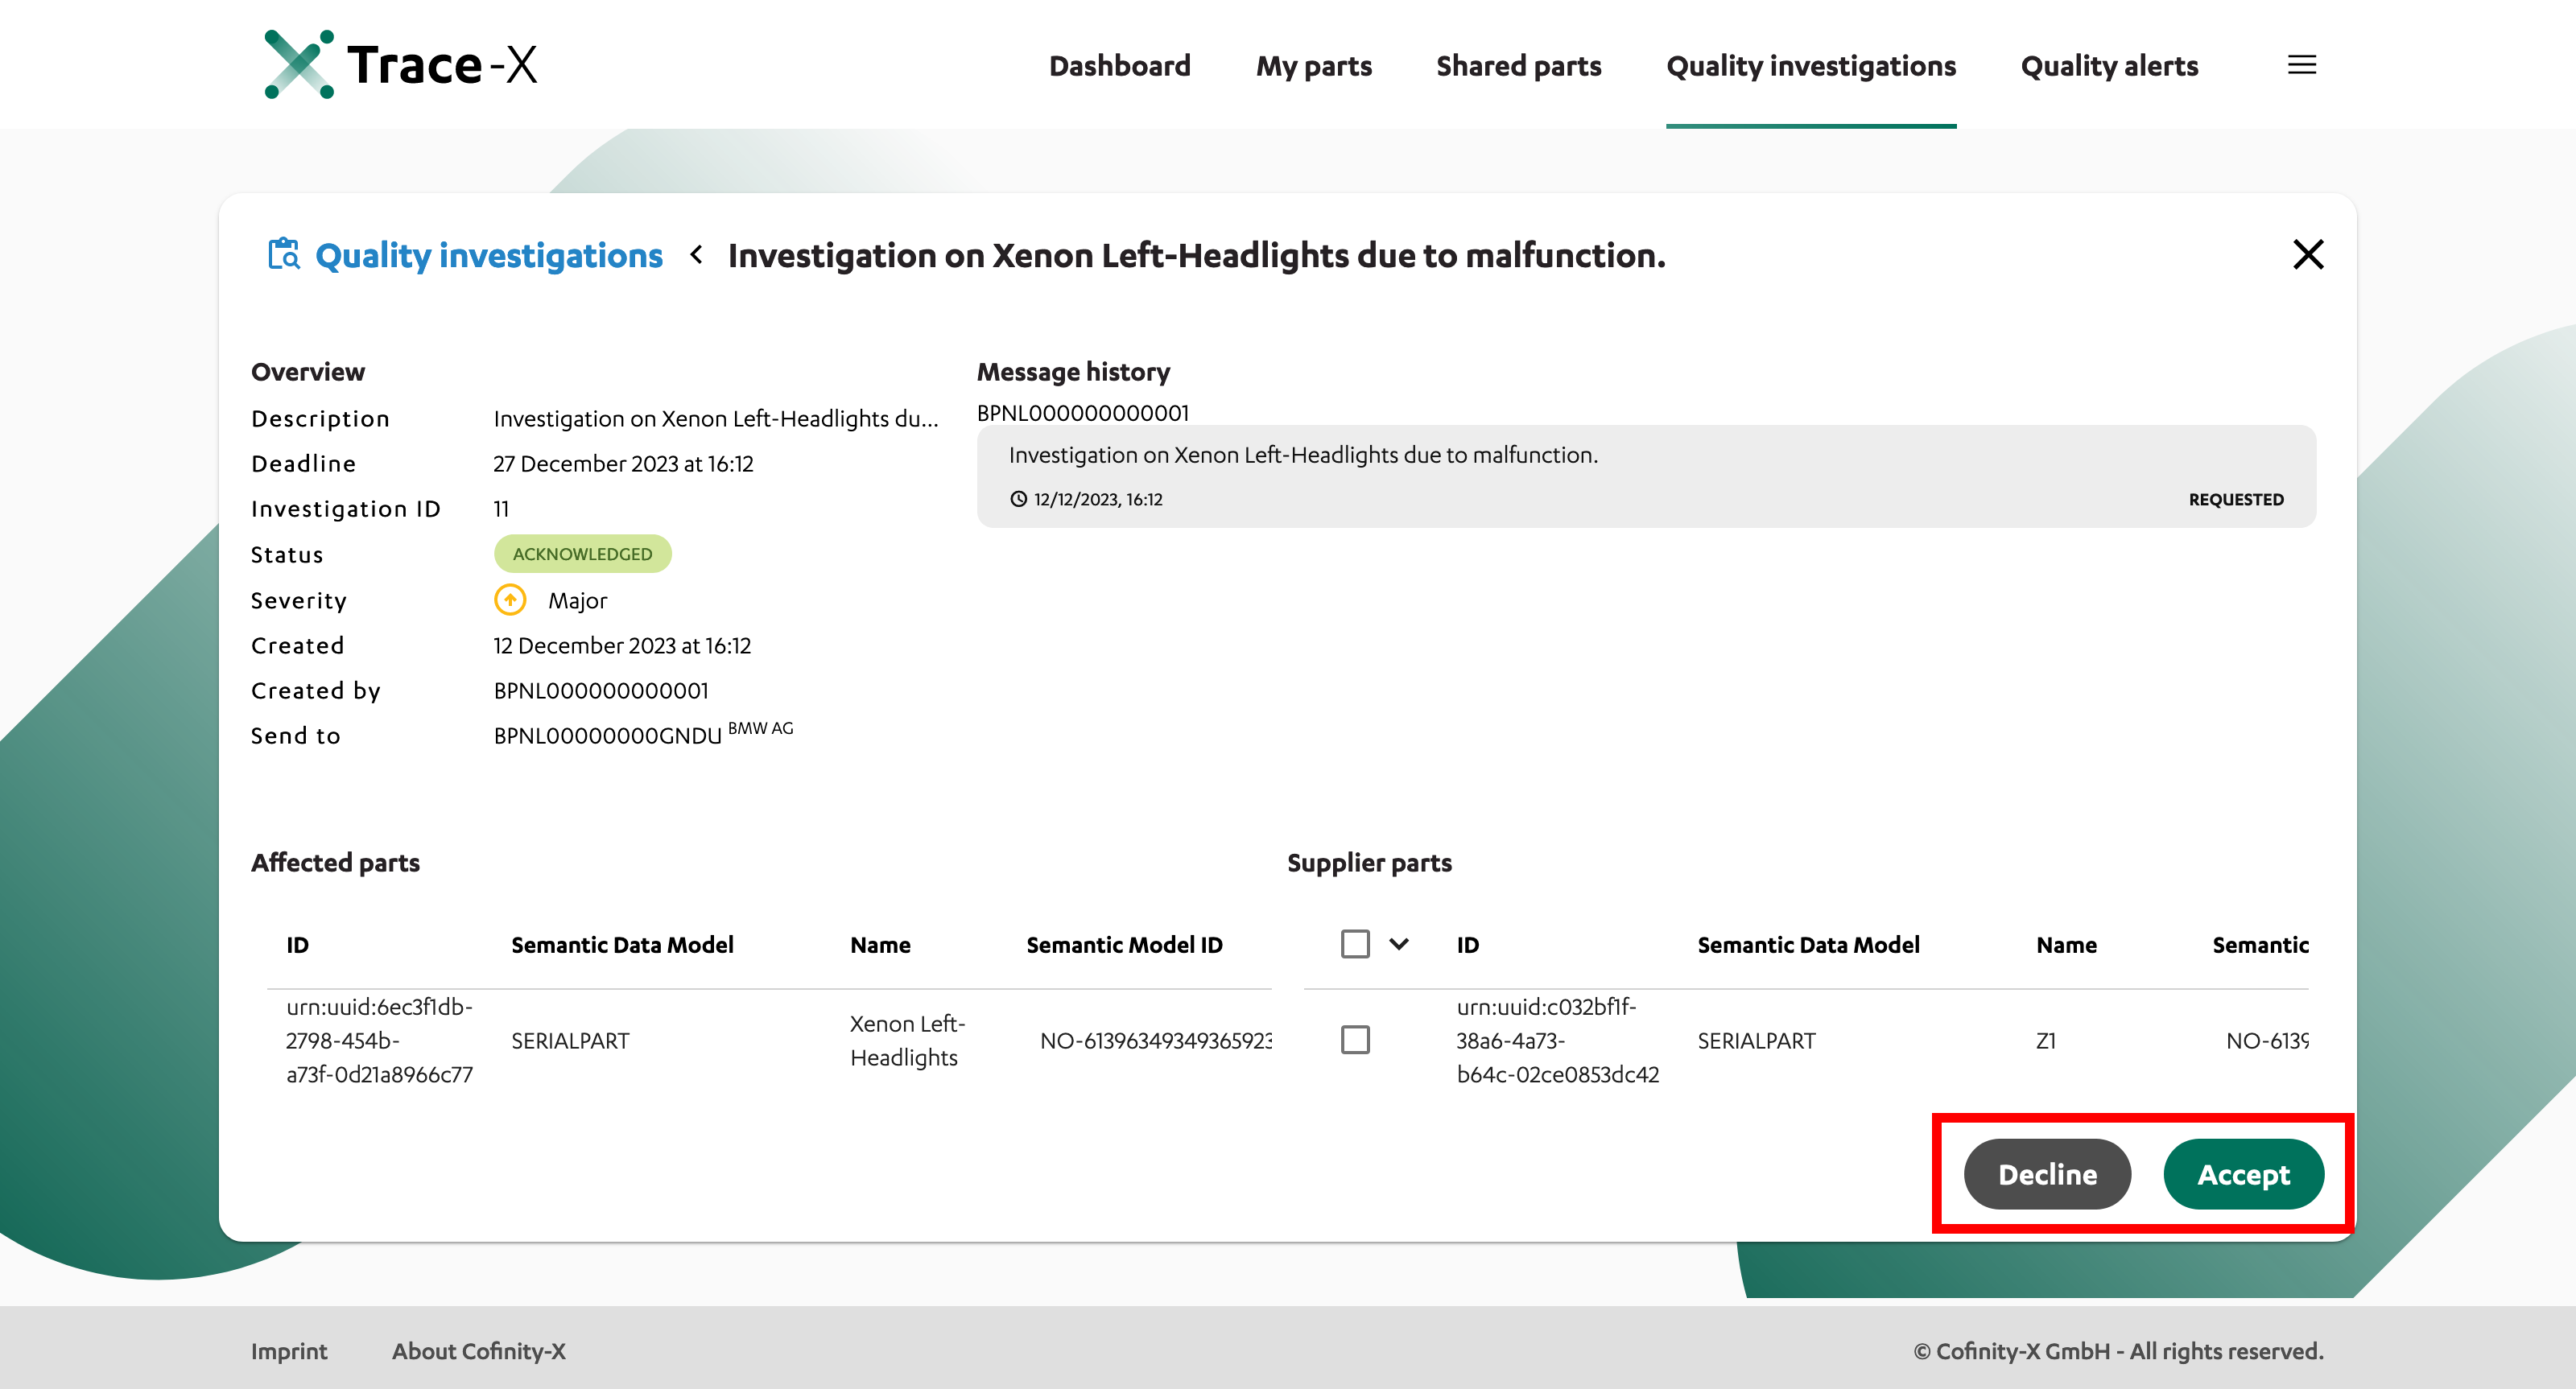 Trace-X
Dashboard
My parts
Shared parts
Quality investigations
Quality alerts
Quality investigations
Investigation on Xenon Left-Headlights due to malfunction.
Overview
Description Investigation on Xenon Left-Headlights du...
Deadline 27 December 2023 at 16:12
Investigation ID 11
Status ACKNOWLEDGED
Severity Major
Created 12 December 2023 at 16:12
Created by BPNL000000000001
Send to BPNL00000000GNDU BMW AG
Message history
BPNL000000000001
Investigation on Xenon Left-Headlights due to malfunction.
12/12/2023, 16:12 REQUESTED
Affected parts
ID Semantic Data Model Name Semantic Model ID
urn:uuid:6ec3f1db-
2798-454b-
a73f-0d21a8966c77
SERIALPART
Xenon Left-
Headlights
NO-61396349349365923
Supplier parts
ID Semantic Data Model Name Semantic
urn:uuid:c032bf1f-
38a6-4a73-
b64c-02ce0853dc42
SERIALPART
Z1
NO-6139
Decline
Accept
Imprint
About Cofinity-X
© Cofinity-X GmbH - All rights reserved.